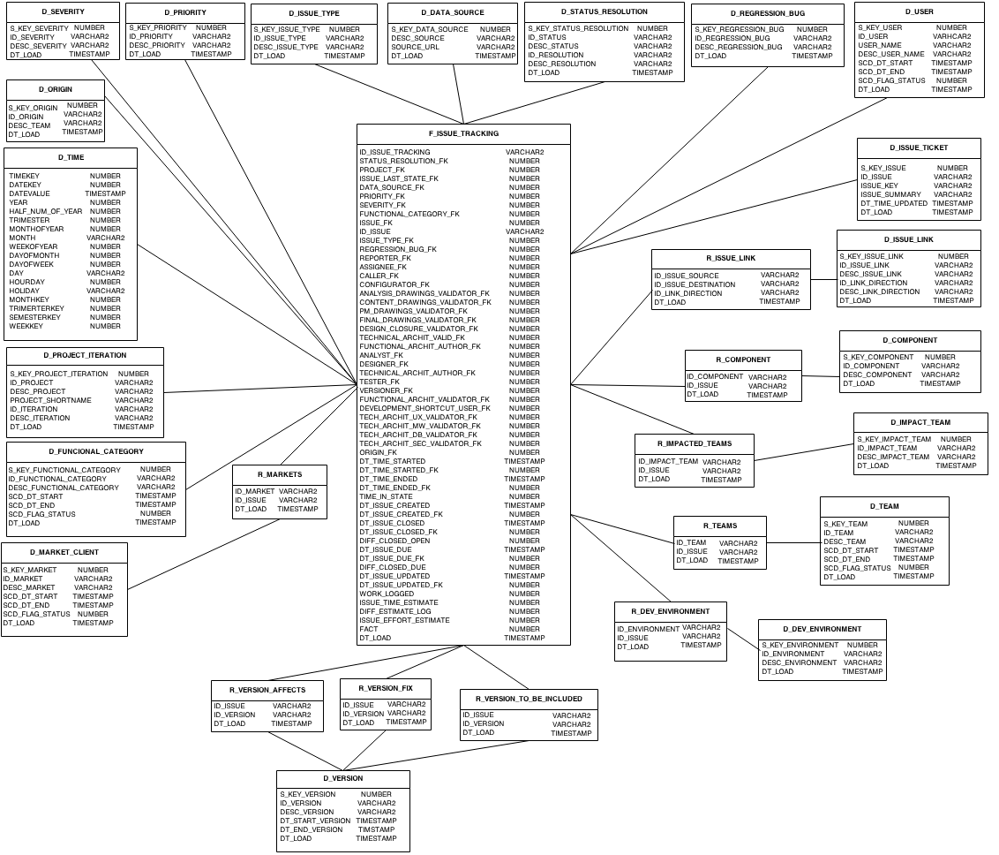 D_SEVERITY
S_KEY_SEVERITY NUMBER
ID_SEVERITY VARCHAR2
DESC_SEVERITY VARCHAR2
DT_LOAD TIMESTAMP
D_PRIORITY
S_KEY_PRIORITY NUMBER
ID_PRIORITY VARCHAR2
DESC_PRIORITY VARCHAR2
DT_LOAD TIMESTAMP
D_ISSUE_TYPE
S_KEY_ISSUE_TYPE NUMBER
ID_ISSUE_TYPE VARCHAR2
DESC_ISSUE_TYPE VARCHAR2
DT_LOAD TIMESTAMP
D_DATA_SOURCE
S_KEY_DATA_SOURCE NUMBER
DESC_SOURCE VARCHAR2
SOURCE_URL VARCHAR2
DT_LOAD TIMESTAMP
D_STATUS_RESOLUTION
S_KEY_STATUS_RESOLUTION NUMBER
ID_STATUS VARCHAR2
DESC_STATUS VARCHAR2
ID_RESOLUTION VARCHAR2
DESC_RESOLUTION VARCHAR2
DT_LOAD TIMESTAMP
D_REGRESSION_BUG
S_KEY_REGRESSION_BUG NUMBER
ID_REGRESSION_BUG VARCHAR2
DESC_REGRESSION_BUG VARCHAR2
DT_LOAD TIMESTAMP
D_USER
S_KEY_USER NUMBER
ID_USER VARHCAR2
USER_NAME VARCHAR2
DESC_USER_NAME VARCHAR2
SCD_DT_START TIMESTAMP
SCD_DT_END TIMESTAMP
SCD_FLAG_STATUS NUMBER
DT_LOAD TIMESTAMP
D_ORIGIN
S_KEY_ORIGIN NUMBER
ID_ORIGIN VARCHAR2
DESC_TEAM VARCHAR2
DT_LOAD TIMESTAMP
D_TIME
TIMEKEY NUMBER
DATEKEY NUMBER
DATEVALUE TIMESTAMP
YEAR NUMBER
HALF_NUM_OF_YEAR NUMBER
TRIMESTER NUMBER
MONTHOFYEAR NUMBER
MONTH VARCHAR2
WEEKOFYEAR NUMBER
DAYOFMONTH NUMBER
DAYOFWEEK NUMBER
DAY VARCHAR2
HOURDAY NUMBER
HOLIDAY VARCHAR2
MONTHKEY NUMBER
TRIMERTERKEY NUMBER
SEMESTERKEY NUMBER
WEEKKEY NUMBER
D_PROJECT_ITERATION
S_KEY_PROJECT_ITERATION NUMBER
ID_PROJECT VARCHAR2
DESC_PROJECT VARCHAR2
PROJECT_SHORTNAME VARCHAR2
ID_ITERATION VARCHAR2
DESC_ITERATION VARCHAR2
DT_LOAD TIMESTAMP
D_FUNCIONAL_CATEGORY
S_KEY_FUNCTIONAL_CATEGORY NUMBER
ID_FUNCTIONAL_CATEGORY VARCHAR2
DESC_FUNCTIONAL_CATEGORY VARCHAR2
SCD_DT_START TIMESTAMP
SCD_DT_END TIMESTAMP
SCD_FLAG_STATUS NUMBER
DT_LOAD TIMESTAMP
R_MARKETS
ID_MARKET VARCHAR2
ID_ISSUE VARCHAR2
DT_LOAD TIMESTAMP
D_MARKET_CLIENT
S_KEY_MARKET NUMBER
ID_MARKET VARCHAR2
DESC_MARKET VARCHAR2
SCD_DT_START TIMESTAMP
SCD_DT_END TIMESTAMP
SCD_FLAG_STATUS NUMBER
DT_LOAD TIMESTAMP
F_ISSUE_TRACKING
ID_ISSUE_TRACKING VARCHAR2
STATUS_RESOLUTION_FK NUMBER
PROJECT_FK NUMBER
ISSUE_LAST_STATE_FK NUMBER
DATA_SOURCE_FK NUMBER
PRIORITY_FK NUMBER
SEVERITY_FK NUMBER
FUNCTIONAL_CATEGORY_FK NUMBER
ISSUE_FK NUMBER
ID_ISSUE VARCHAR2
ISSUE_TYPE_FK NUMBER
REGRESSION_BUG_FK NUMBER
REPORTER_FK NUMBER
ASSIGNEE_FK NUMBER
CALLER_FK NUMBER
CONFIGURATOR_FK NUMBER
ANALYSIS_DRAWINGS_VALIDATOR_FK NUMBER
CONTENT_DRAWINGS_VALIDATOR_FK NUMBER
PM_DRAWINGS_VALIDATOR_FK NUMBER
FINAL_DRAWINGS_VALIDATOR_FK NUMBER
DESIGN_CLOSURE_VALIDATOR_FK NUMBER
TECHNICAL_ARCHIT_VALID_FK NUMBER
FUNCTIONAL_ARCHIT_AUTHOR_FK NUMBER
ANALYST_FK NUMBER
DESIGNER_FK NUMBER
TECHNICAL_ARCHIT_AUTHOR_FK NUMBER
TESTER_FK NUMBER
VERSIONER_FK NUMBER
FUNCTIONAL_ARCHIT_VALIDATOR_FK NUMBER
DEVELOPMENT_SHORTCUT_USER_FK NUMBER
TECH_ARCHIT_UX_VALIDATOR_FK NUMBER
TECH_ARCHIT_MW_VALIDATOR_FK NUMBER
TECH_ARCHIT_DB_VALIDATOR_FK NUMBER
TECH_ARCHIT_SEC_VALIDATOR_FK NUMBER
ORIGIN_FK NUMBER
DT_TIME_STARTED TIMESTAMP
DT_TIME_STARTED_FK NUMBER
DT_TIME_ENDED TIMESTAMP
DT_TIME_ENDED_FK NUMBER
TIME_IN_STATE NUMBER
DT_ISSUE_CREATED TIMESTAMP
DT_ISSUE_CREATED_FK NUMBER
DT_ISSUE_CLOSED TIMESTAMP
DT_ISSUE_CLOSED_FK NUMBER
DIFF_CLOSED_OPEN NUMBER
DT_ISSUE_DUE TIMESTAMP
DT_ISSUE_DUE_FK NUMBER
DIFF_CLOSED_DUE NUMBER
DT_ISSUE_UPDATED TIMESTAMP
DT_ISSUE_UPDATED_FK NUMBER
WORK_LOGGED NUMBER
ISSUE_TIME_ESTIMATE NUMBER
DIFF_ESTIMATE_LOG NUMBER
ISSUE_EFFORT_ESTIMATE NUMBER
FACT NUMBER
DT_LOAD TIMESTAMP
D_ISSUE_TICKET
S_KEY_ISSUE NUMBER
ID_ISSUE VARCHAR2
ISSUE_KEY VARCHAR2
ISSUE_SUMMARY VARCHAR2
DT_TIME_UPDATED TIMESTAMP
DT_LOAD TIMESTAMP
R_ISSUE_LINK
ID_ISSUE_SOURCE VARCHAR2
ID_ISSUE_DESTINATION VARCHAR2
ID_LINK_DIRECTION VARCHAR2
DT_LOAD TIMESTAMP
D_ISSUE_LINK
S_KEY_ISSUE_LINK NUMBER
ID_ISSUE_LINK VARCHAR2
DESC_ISSUE_LINK VARCHAR2
ID_LINK_DIRECTION VARCHAR2
DESC_LINK_DIRECTION VARCHAR2
DT_LOAD TIMESTAMP
R_COMPONENT
ID_COMPONENT VARCHAR2
ID_ISSUE VARCHAR2
DT_LOAD TIMESTAMP
D_COMPONENT
S_KEY_COMPONENT NUMBER
ID_COMPONENT VARCHAR2
DESC_COMPONENT VARCHAR2
DT_LOAD TIMESTAMP
R_IMPACTED_TEAMS
ID_IMPACT_TEAM VARCHAR2
ID_ISSUE VARCHAR2
DT_LOAD TIMESTAMP
D_IMPACT_TEAM
S_KEY_IMPACT_TEAM NUMBER
ID_IMPACT_TEAM VARCHAR2
DESC_IMPACT_TEAM VARCHAR2
DT_LOAD TIMESTAMP
R_TEAMS
ID_TEAM VARCHAR2
ID_ISSUE VARCHAR2
DT_LOAD TIMESTAMP
D_TEAM
S_KEY_TEAM NUMBER
ID_TEAM VARCHAR2
DESC_TEAM VARCHAR2
SCD_DT_START TIMESTAMP
SCD_DT_END TIMESTAMP
SCD_FLAG_STATUS NUMBER
DT_LOAD TIMESTAMP
R_DEV_ENVIRONMENT
ID_ENVIRONMENT VARCHAR2
ID_ISSUE VARCHAR2
DT_LOAD TIMESTAMP
D_DEV_ENVIRONMENT
S_KEY_ENVIRONMENT NUMBER
ID_ENVIRONMENT VARCHAR2
DESC_ENVIRONMENT VARCHAR2
DT_LOAD TIMESTAMP
R_VERSION_AFFECTS
ID_ISSUE VARCHAR2
ID_VERSION VARCHAR2
DT_LOAD TIMESTAMP
R_VERSION_FIX
ID_ISSUE VARCHAR2
ID_VERSION VARCHAR2
DT_LOAD TIMESTAMP
R_VERSION_TO_BE_INCLUDED
ID_ISSUE VARCHAR2
ID_VERSION VARCHAR2
DT_LOAD TIMESTAMP
D_VERSION
S_KEY_VERSION NUMBER
ID_VERSION VARCHAR2
DESC_VERSION VARCHAR2
DT_START_VERSION TIMESTAMP
DT_END_VERSION TIMSTAMP
DT_LOAD TIMESTAMP